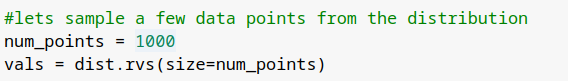 #lets sample a few data points from the distribution
num_points = 1000
vals = dist.rvs(size=num_points)